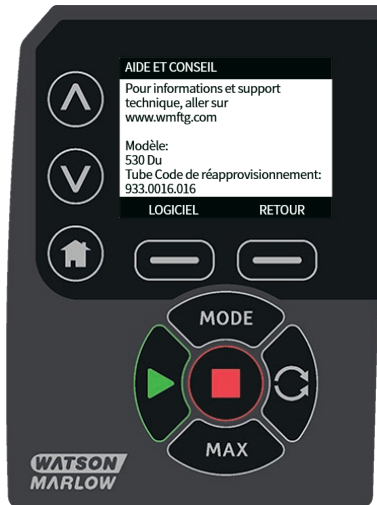 AIDE ET CONSEIL
Pour informations et support
technique, aller sur
www.wmftg.com
Modèle:
530 Du
Tube Code de réapprovisionnement:
933.0016.016
LOGICIEL RETOUR
MODE
MAX
WATSON
MARLOW